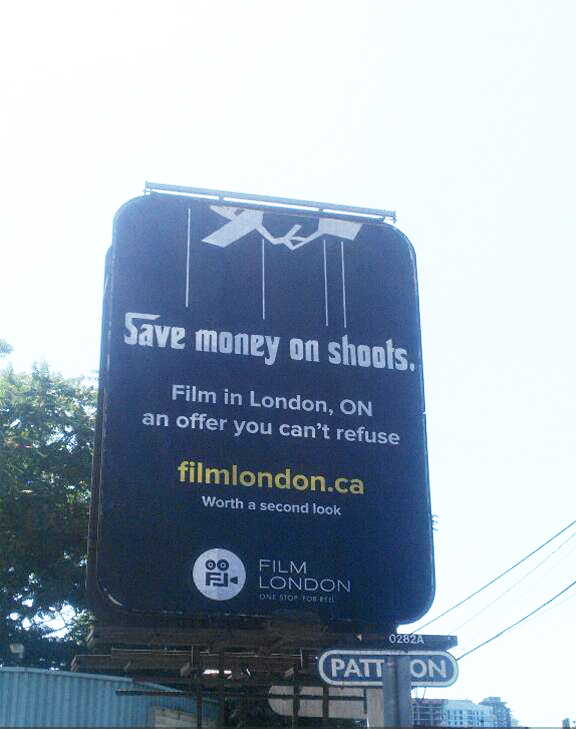 Save money on shoots.
Film in London, ON
an offer you can't refuse
filmlondon.ca
Worth a second look
FL
FILM
LONDON
ONE STOP. FOR REEL.
0282A
PATTISON